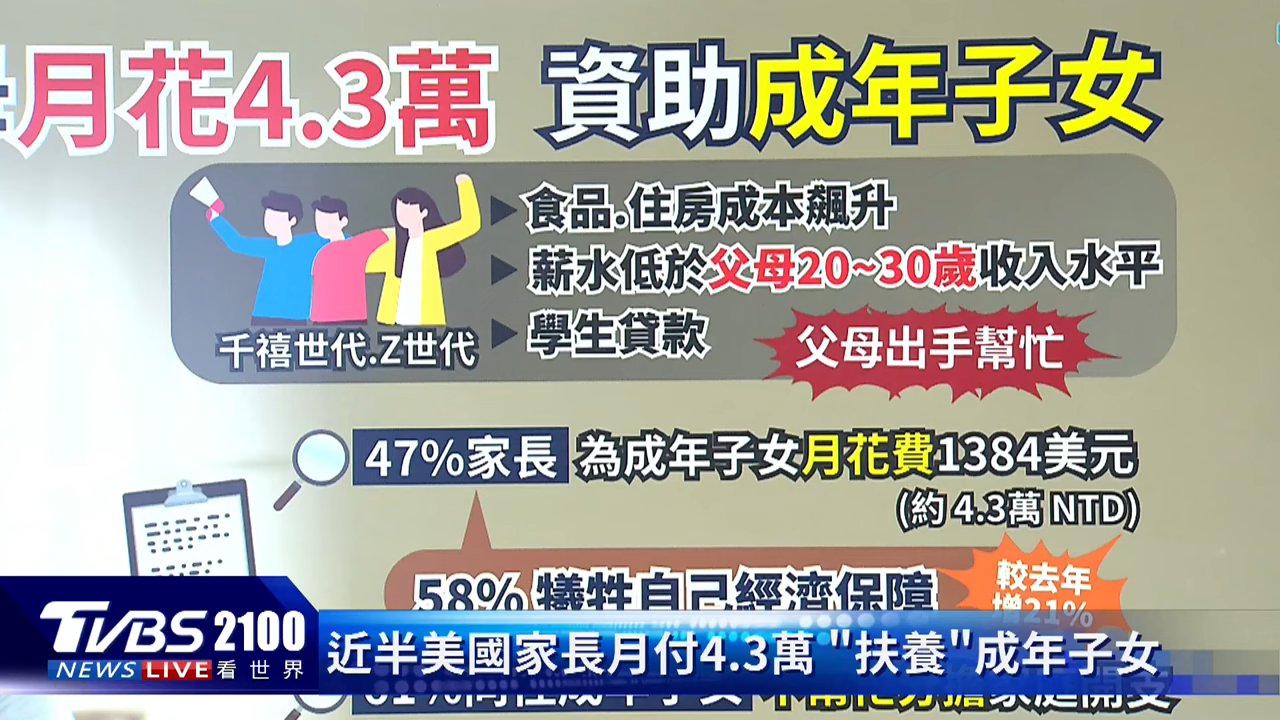 月花4.3萬 資助成年子女
食品.住房成本飆升
薪水低於父母20~30歲收入水平
學生貸款
千禧世代.Z世代
父母出手幫忙
47%家長 為成年子女月花費1384美元
(約 4.3萬 NTD)
58% 犧牲自己經濟保障
較去年
增21%
TVBS 2100
NEWS LIVE 看世界
近半美國家長月付4.3萬 "扶養"成年子女